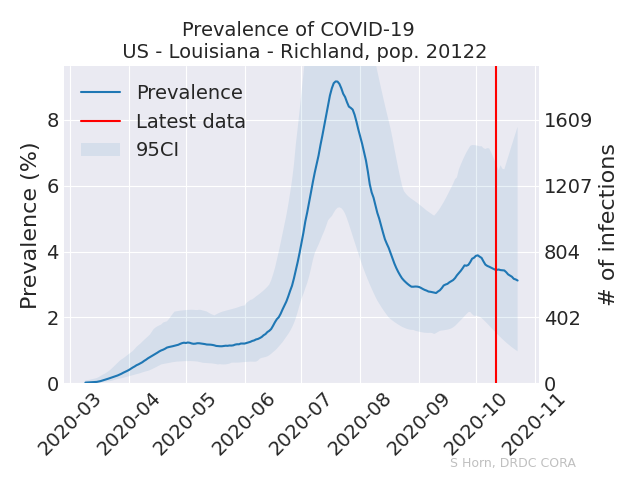 Prevalence of COVID-19
US - Louisiana - Richland, pop. 20122
Prevalence
Latest data
95CI
Prevalence (%)
8
6
4
2
0
1609
1207
804
402
0
# of infections
2020-03
2020-04
2020-05
2020-06
2020-07
2020-08
2020-09
2020-10
2020-11
S Horn, DRDC CORA